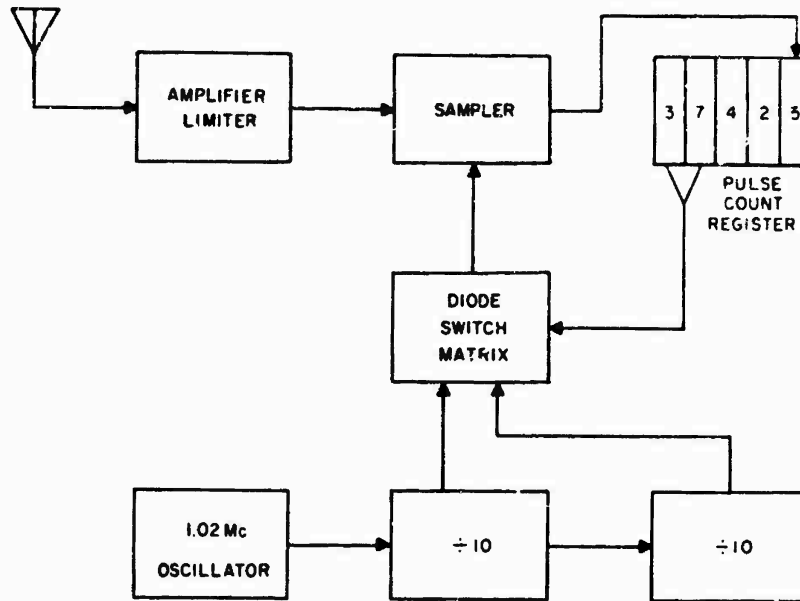 AMPLIFIER
LIMITER
SAMPLER
3 7 4 2 5
PULSE
COUNT
REGISTER
DIODE
SWITCH
MATRIX
1.02 Mc
OSCILLATOR
÷10
÷10